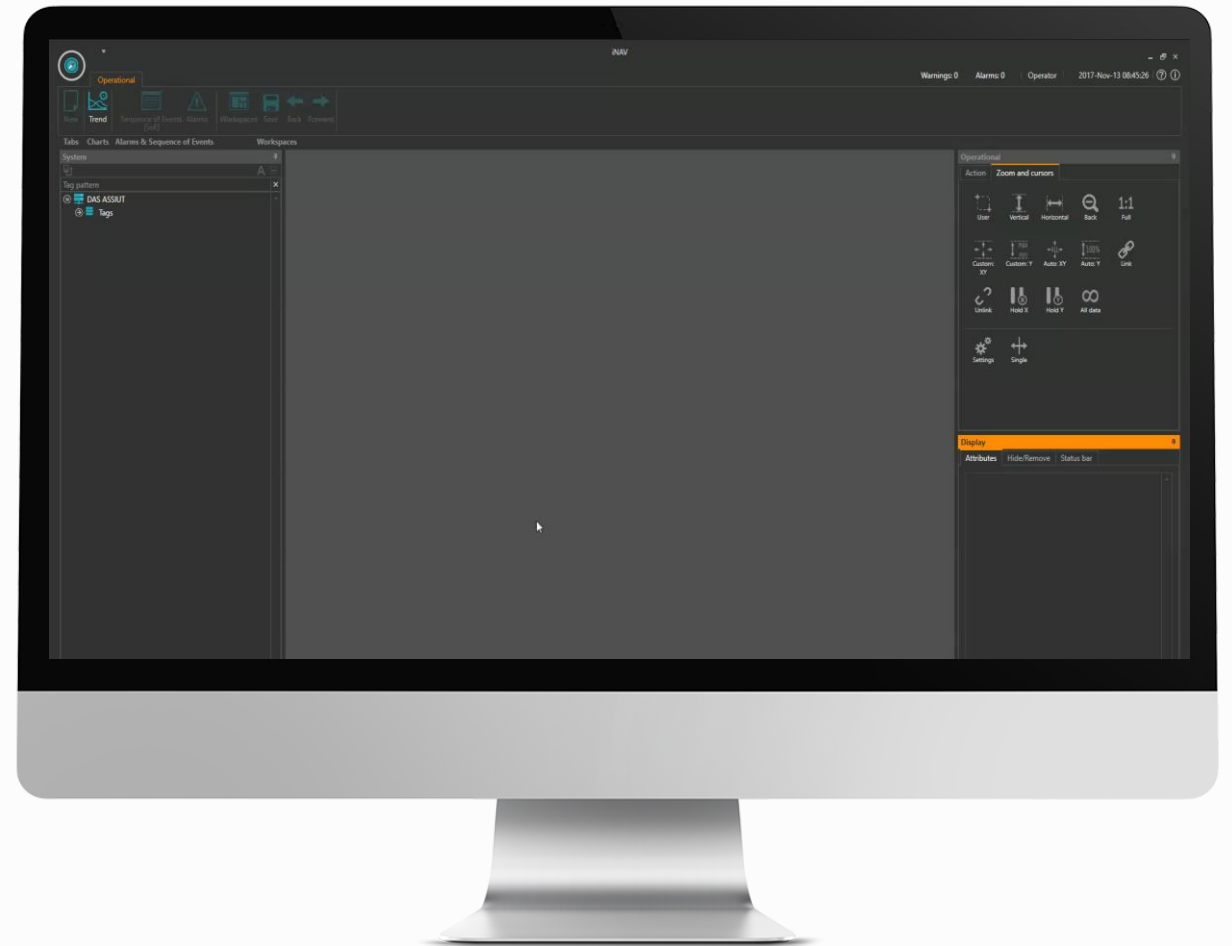 iNAV
Operational
Warnings: 0 Alarms: 0 Operator 2017-Nov-13 08:45:26
New Trend Sequence of Events Alarms Workspaces Save Back Forward
(SoE)
Tabs Charts Alarms & Sequence of Events Workspaces
System
Tag pattern
DAS ASSIUT
Tags
Operational
Action Zoom and cursors
User Vertical Horizontal Back Full
1:1
Custom: Custom: Y Auto: XY Auto: Y Link
XY
100%
Unlink Hold X Hold Y All data
Settings Single
Display
Attributes Hide/Remove Status bar